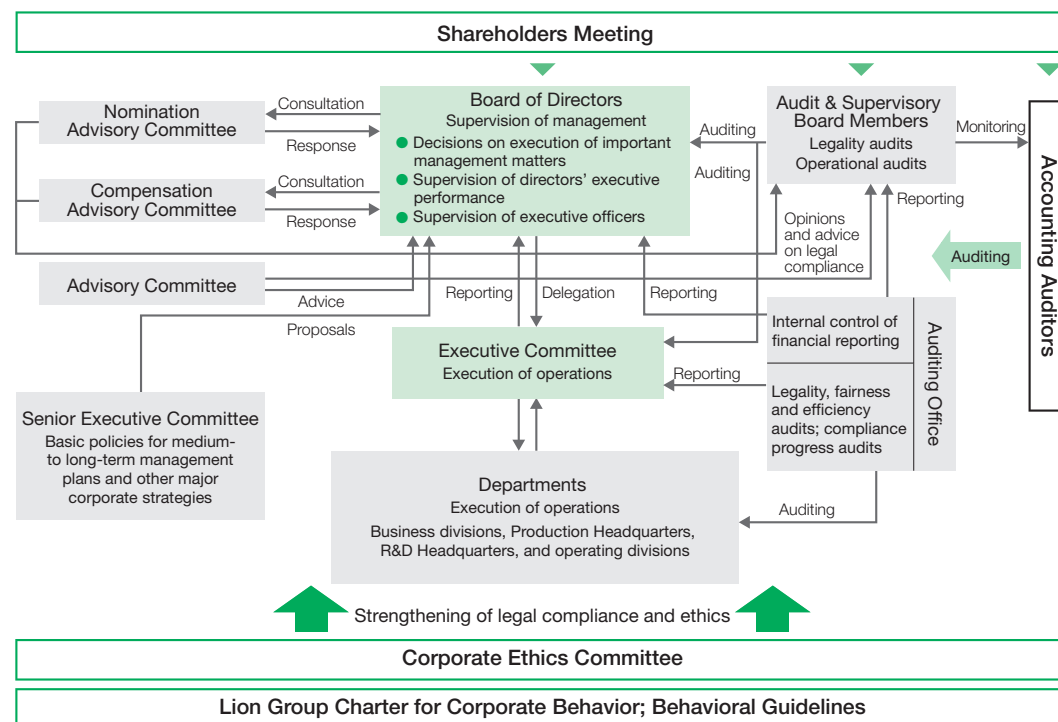 Shareholders Meeting
Nomination
Advisory Committee
Consultation
Response
Compensation
Advisory Committee
Consultation
Response
Board of Directors
Supervision of management
Decisions on execution of important
management matters
Supervision of directors' executive
performance
Supervision of executive officers
Auditing
Auditing
Audit & Supervisory
Board Members
Legality audits
Operational audits
Monitoring
Accounting Auditors
Reporting
Opinions
and advice
on legal
compliance
Auditing
Advisory Committee
Advice
Proposals
Reporting
Delegation
Reporting
Executive Committee
Execution of operations
Reporting
Internal control of
financial reporting
Legality, fairness
and efficiency
audits; compliance
progress audits
Auditing Office
Senior Executive Committee
Basic policies for medium-
to long-term management
plans and other major
corporate strategies
Departments
Execution of operations
Business divisions, Production Headquarters,
R&D Headquarters, and operating divisions
Auditing
Strengthening of legal compliance and ethics
Corporate Ethics Committee
Lion Group Charter for Corporate Behavior; Behavioral Guidelines